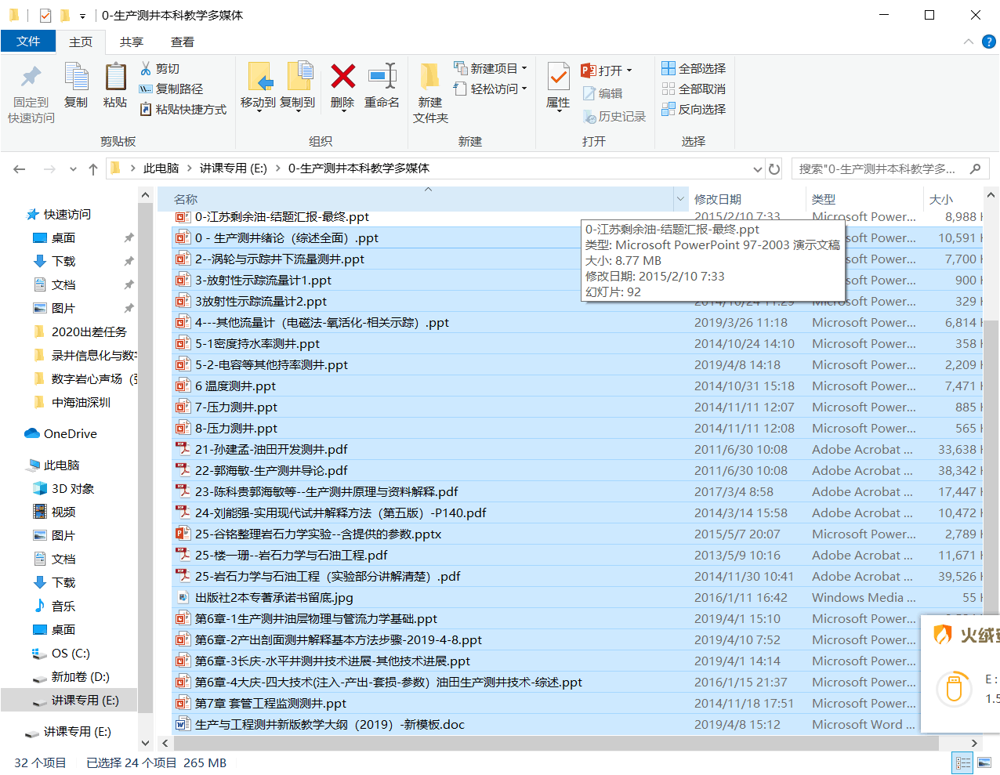 0-生产测井本科教学多媒体
文件 主页 共享 查看
固定到
快速访问
复制
粘贴
剪切
复制路径
粘贴快捷方式
剪贴板
移动到 复制到 删除 重命名
组织
新建
文件夹
新建项目
轻松访问
新建
属性
打开
编辑
历史记录
打开
全部选择
全部取消
反向选择
选择
此电脑 > 讲课专用 (E:) > 0-生产测井本科教学多媒体
搜索"0-生产测井本科教学多...
快速访问
桌面
下载
文档
图片
2020出差任务
录井信息化与数字
数字岩心声场
中海油深圳
OneDrive
此电脑
3D 对象
视频
图片
文档
下载
音乐
桌面
OS (C:)
新加卷 (D:)
讲课专用 (E:)
讲课专用 (E:)
名称 修改日期 类型 大小
0-江苏剩余油-结题汇报-最终.ppt 2015/2/10 7:33 Microsoft Power... 8,988
0 - 生产测井绪论（综述全面）.ppt 10,591
2--涡轮与示踪井下流量测井.ppt 7,700
3-放射性示踪流量计1.ppt 900
3放射性示踪流量计2.ppt 2014/10/24 11:29 Microsoft Power... 329
4---其他流量计（电磁法-氧活化-相关示踪）.ppt 2019/3/26 11:18 Microsoft Power... 6,814
5-1密度持水率测井.ppt 2014/10/24 14:10 Microsoft Power... 358
5-2-电容等其他持率测井.ppt 2019/4/8 14:18 Microsoft Power... 2,209
6 温度测井.ppt 2014/10/31 15:18 Microsoft Power... 7,471
7-压力测井.ppt 2014/11/11 12:07 Microsoft Power... 885
8-压力测井.ppt 2014/11/11 12:08 Microsoft Power... 565
21-孙建孟-油田开发测井.pdf 2011/6/30 10:08 Adobe Acrobat ... 33,638
22-郭海敏-生产测井导论.pdf 2011/6/30 10:08 Adobe Acrobat ... 38,342
23-陈科贵郭海敏等--生产测井原理与资料解释.pdf 2017/3/4 8:58 Adobe Acrobat ... 17,447
24-刘能强-实用现代试井解释方法（第五版）-P140.pdf 2014/3/14 15:58 Adobe Acrobat ... 10,472
25-谷铭整理岩石力学实验--含提供的参数.pptx 2015/5/7 20:07 Microsoft Power... 2,789
25-楼一珊--岩石力学与石油工程.pdf 2013/5/9 10:16 Adobe Acrobat ... 11,671
25-岩石力学与石油工程（实验部分讲解清楚）.pdf 2014/11/30 10:41 Adobe Acrobat ... 39,526
出版社2本专著承诺书留底.jpg 2016/1/11 16:42 Windows Media ... 55
第6章-1生产测井油层物理与管流力学基础.ppt 2019/4/1 15:10 Microsoft Power...
第6章-2产出剖面测井解释基本方法步骤-2019-4-8.ppt 2019/4/10 7:52 Microsoft Power...
第6章-3长庆-水平井测井技术进展-其他技术进展.ppt 2019/4/1 14:14 Microsoft Power...
第6章-4大庆-四大技术(注入-产出-套损-参数）油田生产测井技术-综述.ppt 2016/1/15 21:37 Microsoft Power...
第7章 套管工程监测测井.ppt 2014/11/18 17:51 Microsoft Power...
生产与工程测井新版教学大纲（2019）-新模板.doc 2019/4/8 15:12 Microsoft Word ...
0-江苏剩余油-结题汇报-最终.ppt
类型: Microsoft PowerPoint 97-2003 演示文稿
大小: 8.77 MB
修改日期: 2015/2/10 7:33
幻灯片: 92
火绒
E :
1.5
32 个项目 已选择 24 个项目 265 MB